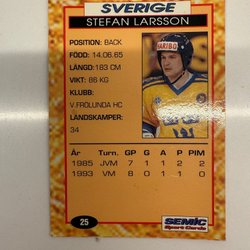 SVERIGE
STEFAN LARSSON
POSITION: BACK
FÖDD: 14.06.65
LÄNGD: 183 CM
VIKT: 86 KG
KLUBB:
V.FRÖLUNDA HC
LANDSKAMPER:
34
HARIBO
År Turn. GP G A P PIM
1985 JVM 7 1 1 2 2
1993 VM 8 0 1 1 0
25
SEMIC
Sport Cards